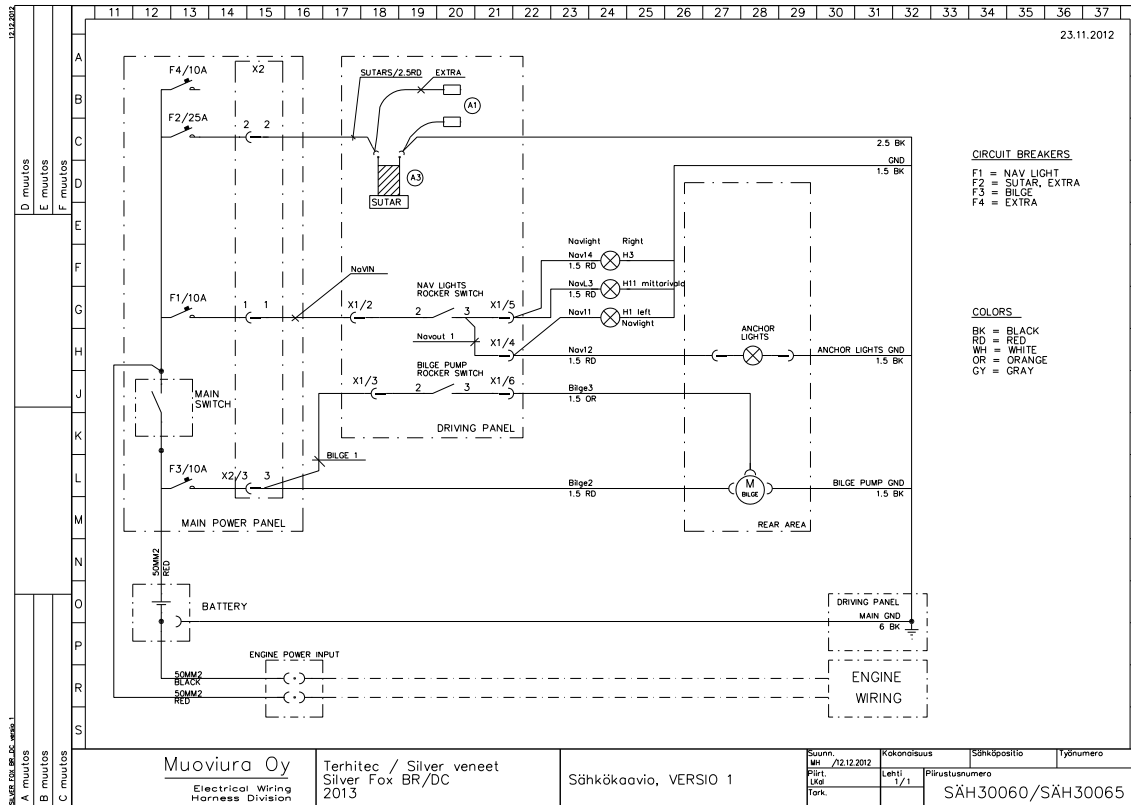 11 12 13 14 15 16 17 18 19 20 21 22 23 24 25 26 27 28 29 30 31 32 33 34 35 36 37
12.12.2012
23.11.2012
A
B
C
D
E
F
G
H
J
K
L
M
N
O
P
R
S
D muutos
E muutos
F muutos
A muutos
B muutos
C muutos
SILVER FOX BR_DC versio 1
F4/10A
X2
SUTARS/2.5RD
EXTRA
A1
F2/25A
2 2
2.5 BK
GND
1.5 BK
A3
SUTAR
CIRCUIT BREAKERS
F1 = NAV LIGHT
F2 = SUTAR, EXTRA
F3 = BILGE
F4 = EXTRA
Navlight
Right
Nav14
H3
1.5 RD
NaVIN
NavL3
H11 mittarivalo
1.5 RD
NAV LIGHTS
ROCKER SWITCH
F1/10A
1 1
X1/2
2 3
X1/5
Nav11
H1 left
Navlight
COLORS
BK = BLACK
RD = RED
WH = WHITE
OR = ORANGE
GY = GRAY
Navout 1
X1/4
Nav12
1.5 RD
ANCHOR
LIGHTS
ANCHOR LIGHTS GND
1.5 BK
BILGE PUMP
ROCKER SWITCH
X1/3
2 3
X1/6
Bilge3
1.5 OR
MAIN
SWITCH
DRIVING PANEL
BILGE 1
F3/10A
X2/3 3
Bilge2
1.5 RD
M
BILGE
BILGE PUMP GND
1.5 BK
MAIN POWER PANEL
REAR AREA
50MM2
RED
BATTERY
DRIVING PANEL
MAIN GND
6 BK
ENGINE POWER INPUT
50MM2
BLACK
50MM2
RED
ENGINE
WIRING
Muoviura Oy
Electrical Wiring
Harness Division
Terhitec / Silver veneet
Silver Fox BR/DC
2013
Sähkökaavio, VERSIO 1
Suunn.
MH /12.12.2012
Piirt.
LKal
Tark.
Kokonaisuus
Sähköpositio
Työnumero
Lehti
1/1
Piirustusnumero
SÄH30060/SÄH30065